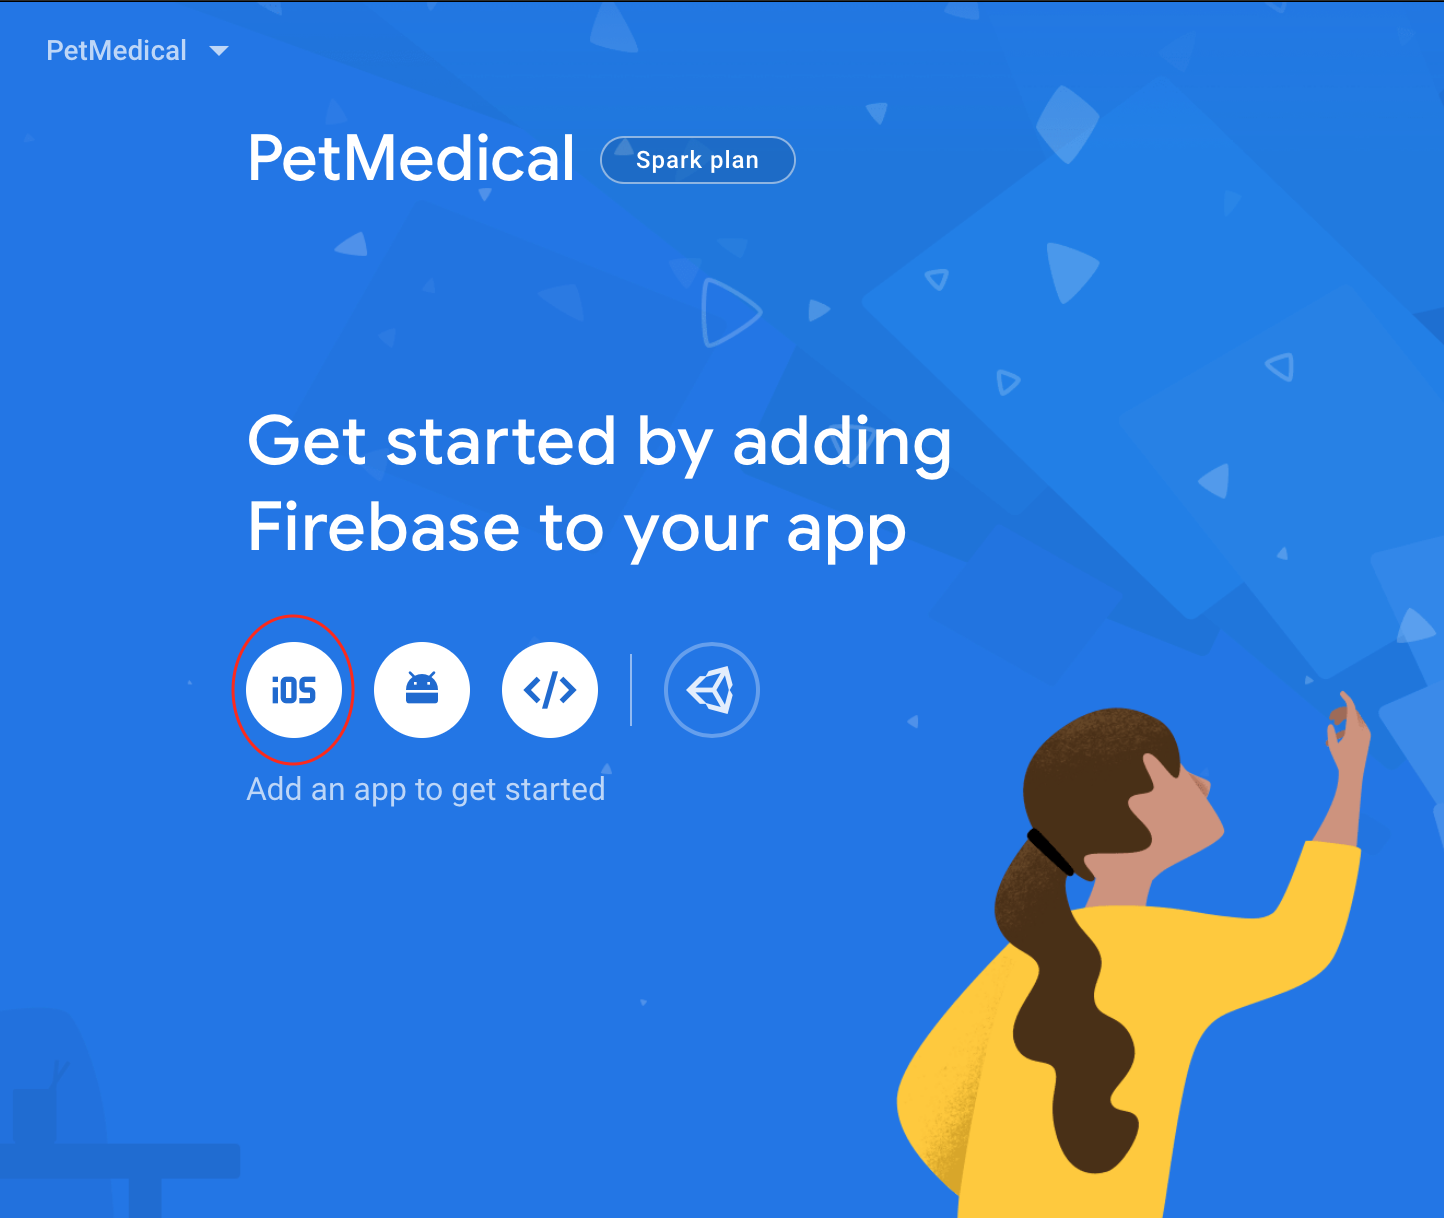 PetMedical
PetMedical
Spark plan
Get started by adding
Firebase to your app
iOS
</>
Add an app to get started